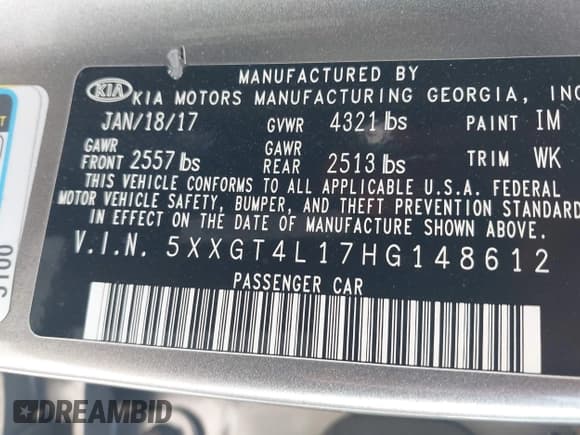 MANUFACTURED BY
KIA KIA MOTORS MANUFACTURING GEORGIA, INC
JAN/18/17 GVWR 4321 lbs PAINT IM
GAWR FRONT 2557 lbs GAWR REAR 2513 lbs TRIM WK
THIS VEHICLE CONFORMS TO ALL APPLICABLE U.S.A. FEDERAL
MOTOR VEHICLE SAFETY, BUMPER, AND THEFT PREVENTION STANDARD
IN EFFECT ON THE DATE OF MANUFACTURE SHOWN ABOVE.
V.I.N. 5XXGT4L17HG148612
PASSENGER CAR
DREAMBID